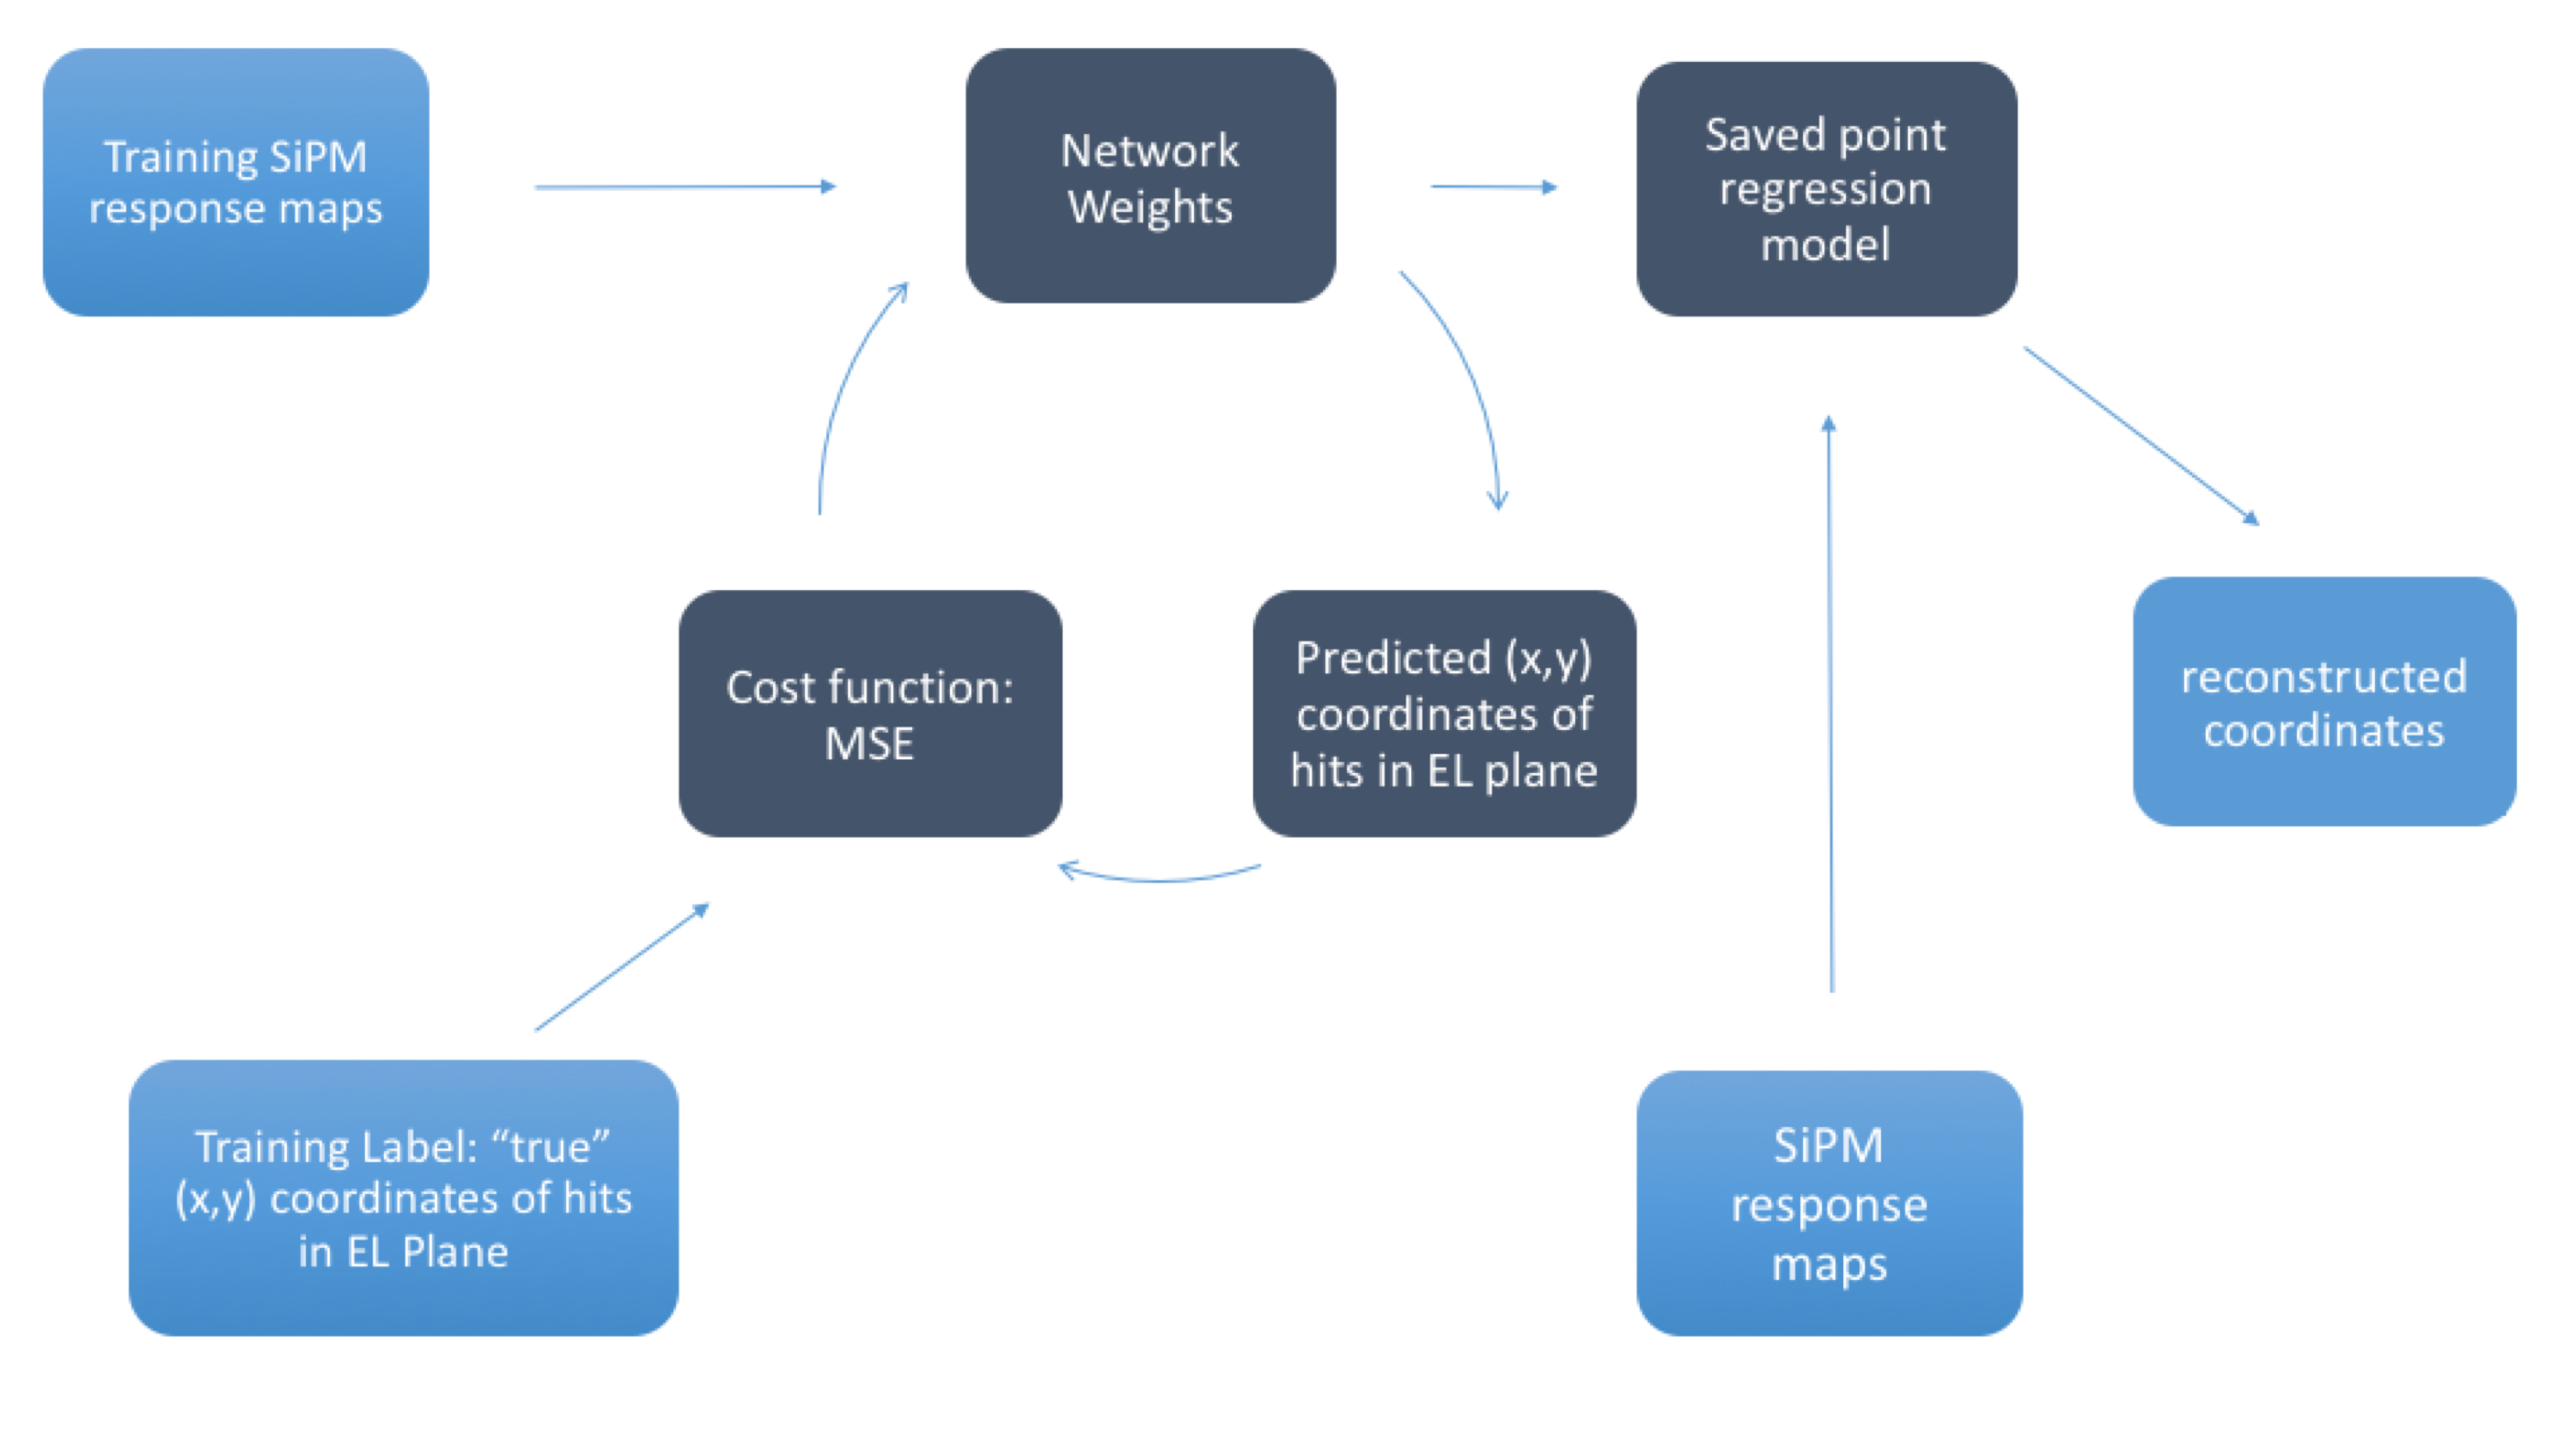 Training SiPM
response maps
Network
Weights
Saved point
regression
model
Cost function:
MSE
Predicted (x,y)
coordinates of
hits in EL plane
reconstructed
coordinates
Training Label: “true”
(x,y) coordinates of hits
in EL Plane
SiPM
response
maps